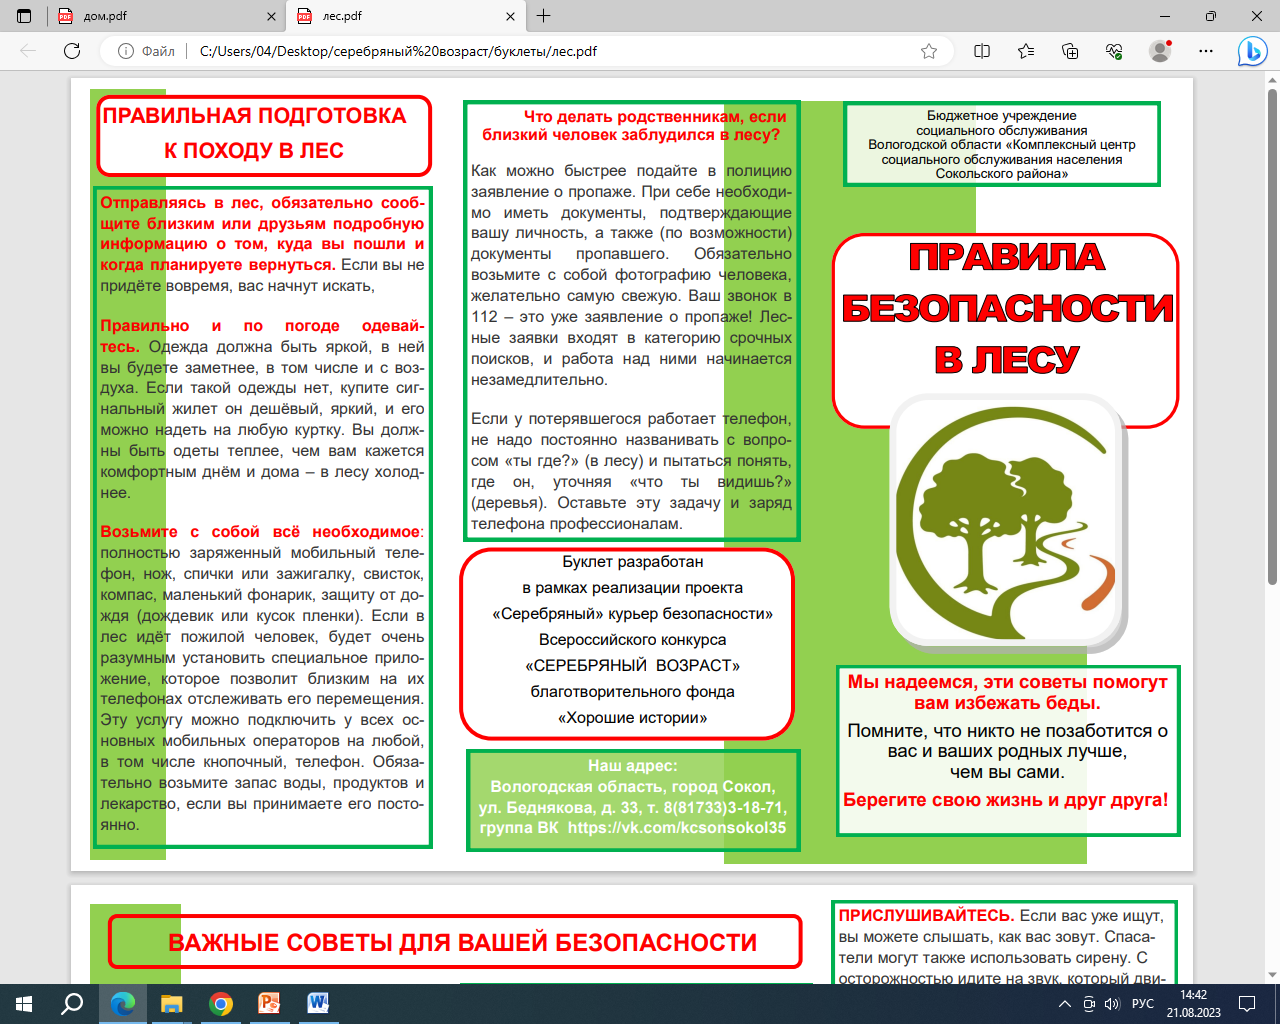 дом.pdf
лес.pdf
Файл
C:/Users/04/Desktop/серебряный%20возраст/буклеты/лес.pdf
ПРАВИЛЬНАЯ ПОДГОТОВКА
К ПОХОДУ В ЛЕС
Отправляясь в лес, обязательно сооб-
щите близким или друзьям подробную
информацию о том, куда вы пошли и
когда планируете вернуться. Если вы не
придёте вовремя, вас начнут искать,
Правильно и по погоде одевай-
тесь. Одежда должна быть яркой, в ней
вы будете заметнее, в том числе и с воз-
духа. Если такой одежды нет, купите сиг-
нальный жилет он дешёвый, яркий, и его
можно надеть на любую куртку. Вы долж-
ны быть одеты теплее, чем вам кажется
комфортным днём и дома – в лесу холод-
нее.
Возьмите с собой всё необходимое:
полностью заряженный мобильный теле-
фон, нож, спички или зажигалку, свисток,
компас, маленький фонарик, защиту от до-
ждя (дождевик или кусок пленки). Если в
лес идёт пожилой человек, будет очень
разумным установить специальное прило-
жение, которое позволит близким на их
телефонах отслеживать его перемещения.
Эту услугу можно подключить у всех ос-
новных мобильных операторов на любой,
в том числе кнопочный, телефон. Обяза-
тельно возьмите запас воды, продуктов и
лекарство, если вы принимаете его посто-
янно.
Что делать родственникам, если
близкий человек заблудился в лесу?
Как можно быстрее подайте в полицию
заявление о пропаже. При себе необходи-
мо иметь документы, подтверждающие
вашу личность, а также (по возможности)
документы пропавшего. Обязательно
возьмите с собой фотографию человека,
желательно самую свежую. Ваш звонок в
112 – это уже заявление о пропаже! Лес-
ные заявки входят в категорию срочных
поисков, и работа над ними начинается
незамедлительно.
Если у потерявшегося работает телефон,
не надо постоянно названивать с вопро-
сом «ты где?» (в лесу) и пытаться понять,
где он, уточняя «что ты видишь?»
(деревья). Оставьте эту задачу и заряд
телефона профессионалам.
Буклет разработан
в рамках реализации проекта
«Серебряный» курьер безопасности»
Всероссийского конкурса
«СЕРЕБРЯНЫЙ ВОЗРАСТ»
благотворительного фонда
«Хорошие истории»
Наш адрес:
Вологодская область, город Сокол,
ул. Беднякова, д. 33, т. 8(81733)3-18-71,
группа ВК https://vk.com/kcsonsokol35
Бюджетное учреждение
социального обслуживания
Вологодской области «Комплексный центр
социального обслуживания населения
Сокольского района»
ПРАВИЛА
БЕЗОПАСНОСТИ
В ЛЕСУ
Мы надеемся, эти советы помогут
вам избежать беды.
Помните, что никто не позаботится о
вас и ваших родных лучше,
чем вы сами.
Берегите свою жизнь и друг друга!
ВАЖНЫЕ СОВЕТЫ ДЛЯ ВАШЕЙ БЕЗОПАСНОСТИ
ПРИСЛУШИВАЙТЕСЬ. Если вас уже ищут,
вы можете слышать, как вас зовут. Спаса-
тели могут также использовать сирену. С
осторожностью идите на звук, который дви-
РУС
14:42
21.08.2023